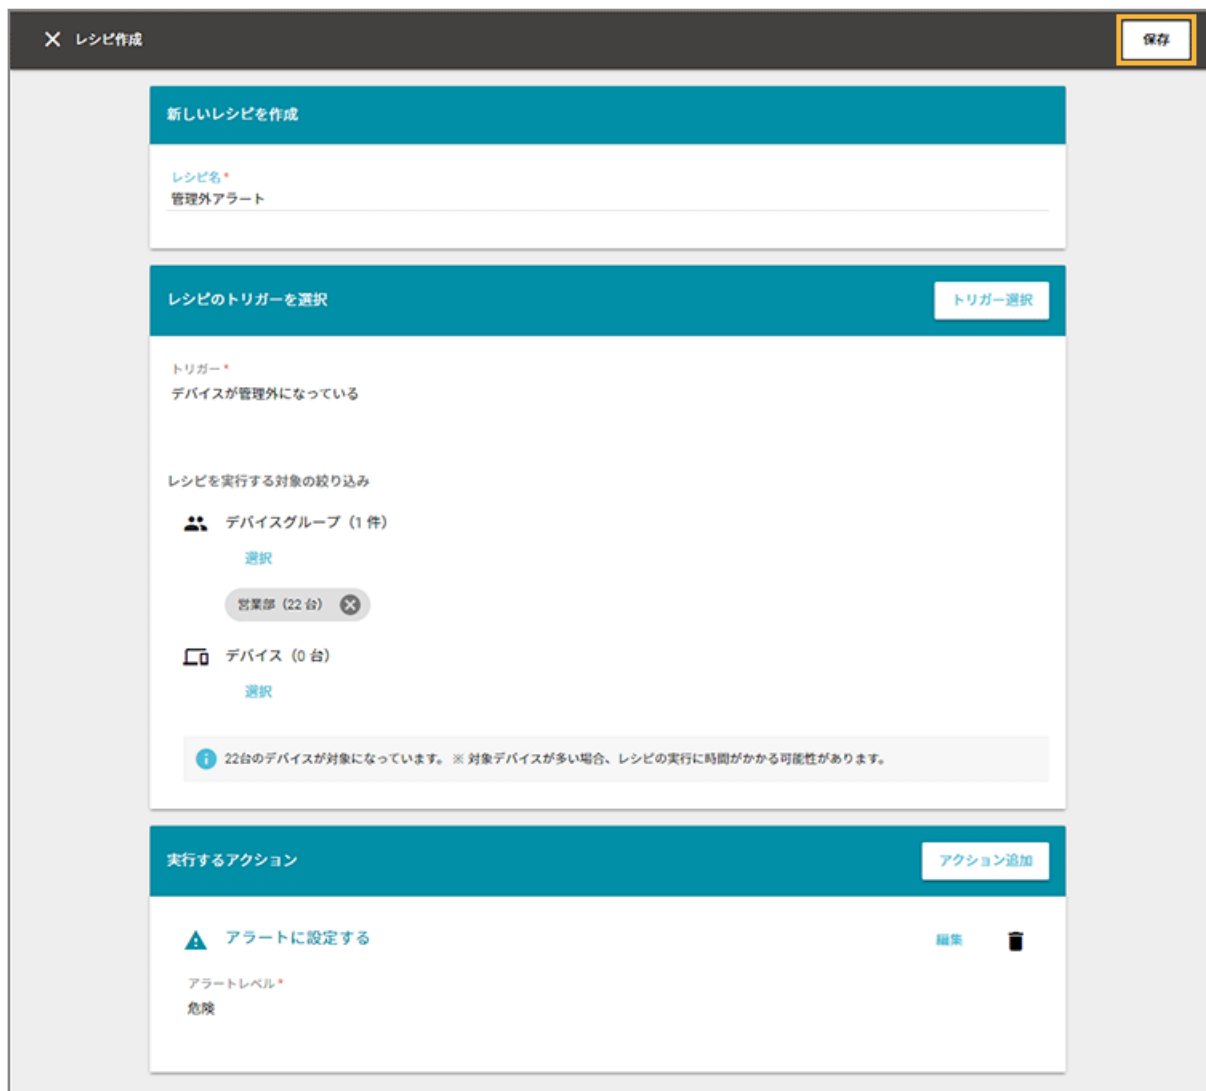 レシピ作成
保存
新しいレシピを作成
レシピ名*
管理外アラート
レシピのトリガーを選択
トリガー選択
トリガー*
デバイスが管理外になっている
レシピを実行する対象の絞り込み
デバイスグループ（1 件）
選択
営業部（22 台）
デバイス（0 台）
選択
22台のデバイスが対象になっています。 ※ 対象デバイスが多い場合、レシピの実行に時間がかかる可能性があります。
実行するアクション
アクション追加
アラートに設定する
編集
アラートレベル*
危険